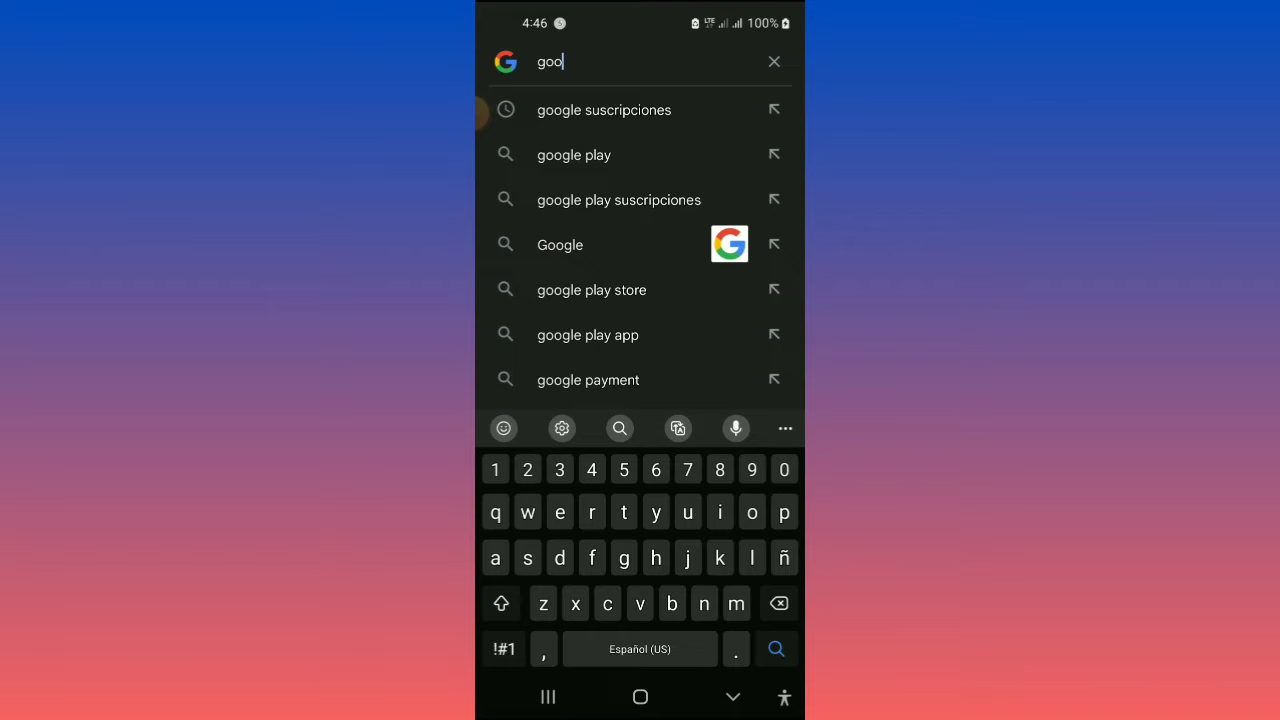 4:46 S LTE 100%
goo
google suscripciones
google play
google play suscripciones
Google
google play store
google play app
google payment
1 2 3 4 5 6 7 8 9 0
q w e r t y u i o p
a s d f g h j k l ñ
z x c v b n m
!#1 , Español (US) .